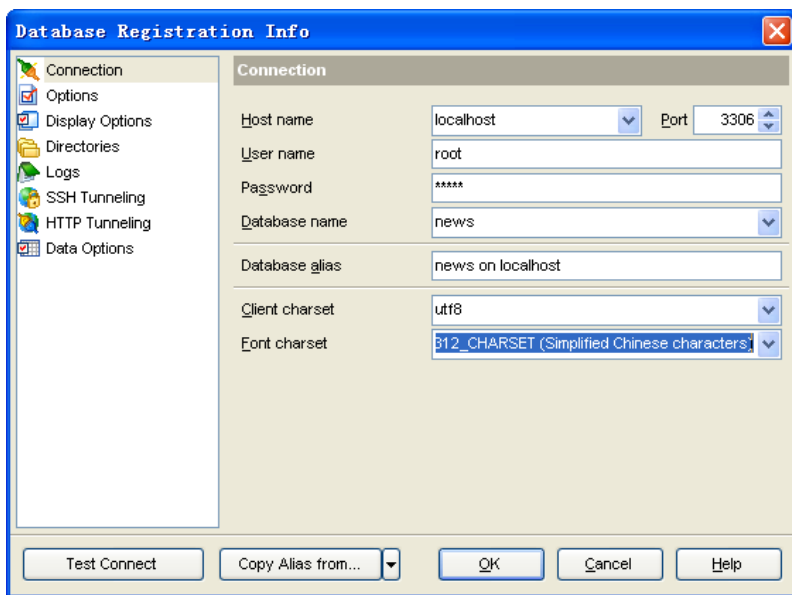 Database Registration Info
Connection
Options
Display Options
Directories
Logs
SSH Tunneling
HTTP Tunneling
Data Options
Connection
Host name localhost Port 3306
User name root
Password *****
Database name news
Database alias news on localhost
Client charset utf8
Font charset 312_CHARSET (Simplified Chinese characters)
Test Connect Copy Alias from... OK Cancel Help